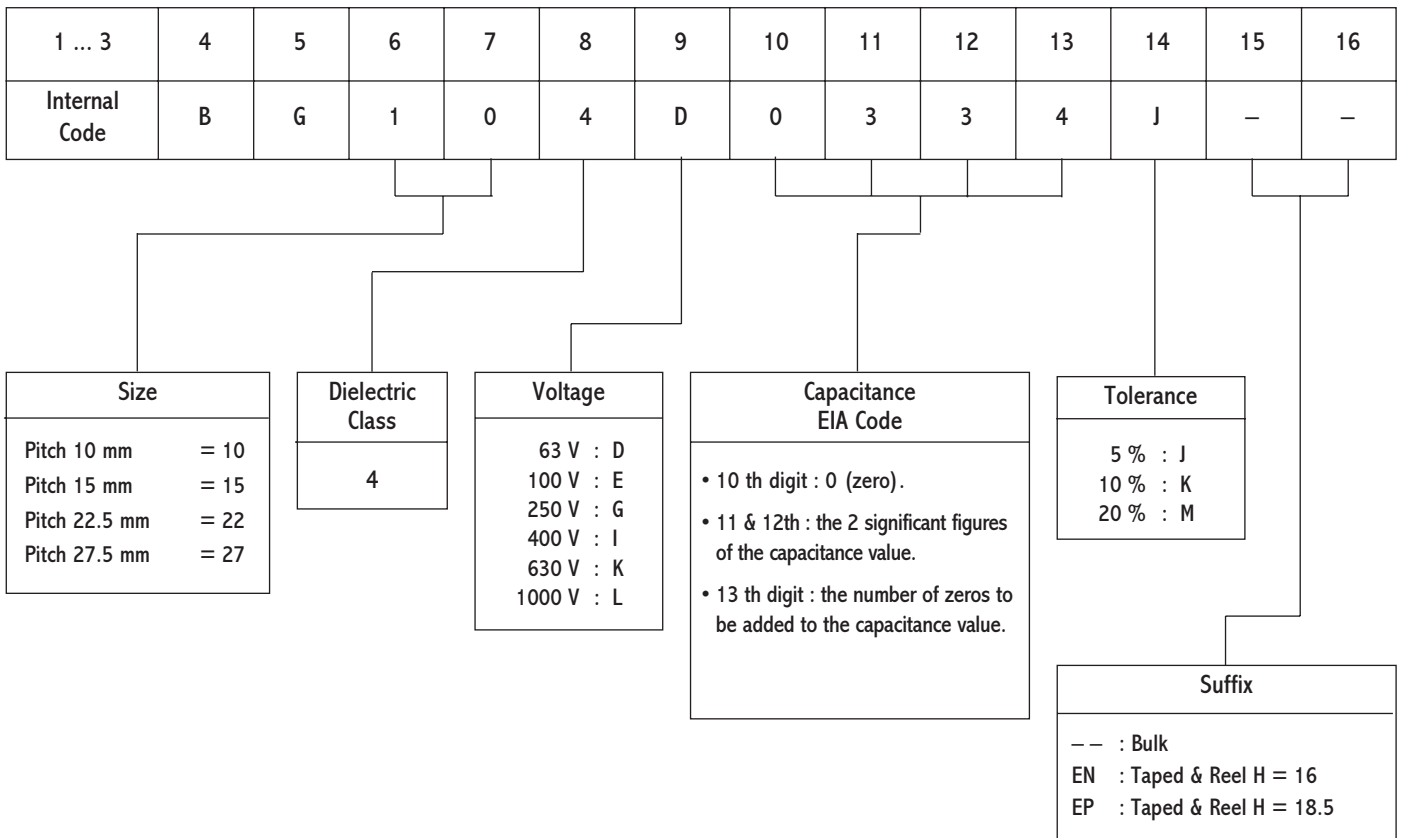 1 ... 3 4 5 6 7 8 9 10 11 12 13 14 15 16
Internal
Code
B G 1 0 4 D 0 3 3 4 J – –
Size
Pitch 10 mm = 10
Pitch 15 mm = 15
Pitch 22.5 mm = 22
Pitch 27.5 mm = 27
Dielectric
Class
4
Voltage
63 V : D
100 V : E
250 V : G
400 V : I
630 V : K
1000 V : L
Capacitance
EIA Code
• 10 th digit : 0 (zero).
• 11 & 12th : the 2 significant figures
of the capacitance value.
• 13 th digit : the number of zeros to
be added to the capacitance value.
Tolerance
5 % : J
10 % : K
20 % : M
Suffix
– – : Bulk
EN : Taped & Reel H = 16
EP : Taped & Reel H = 18.5